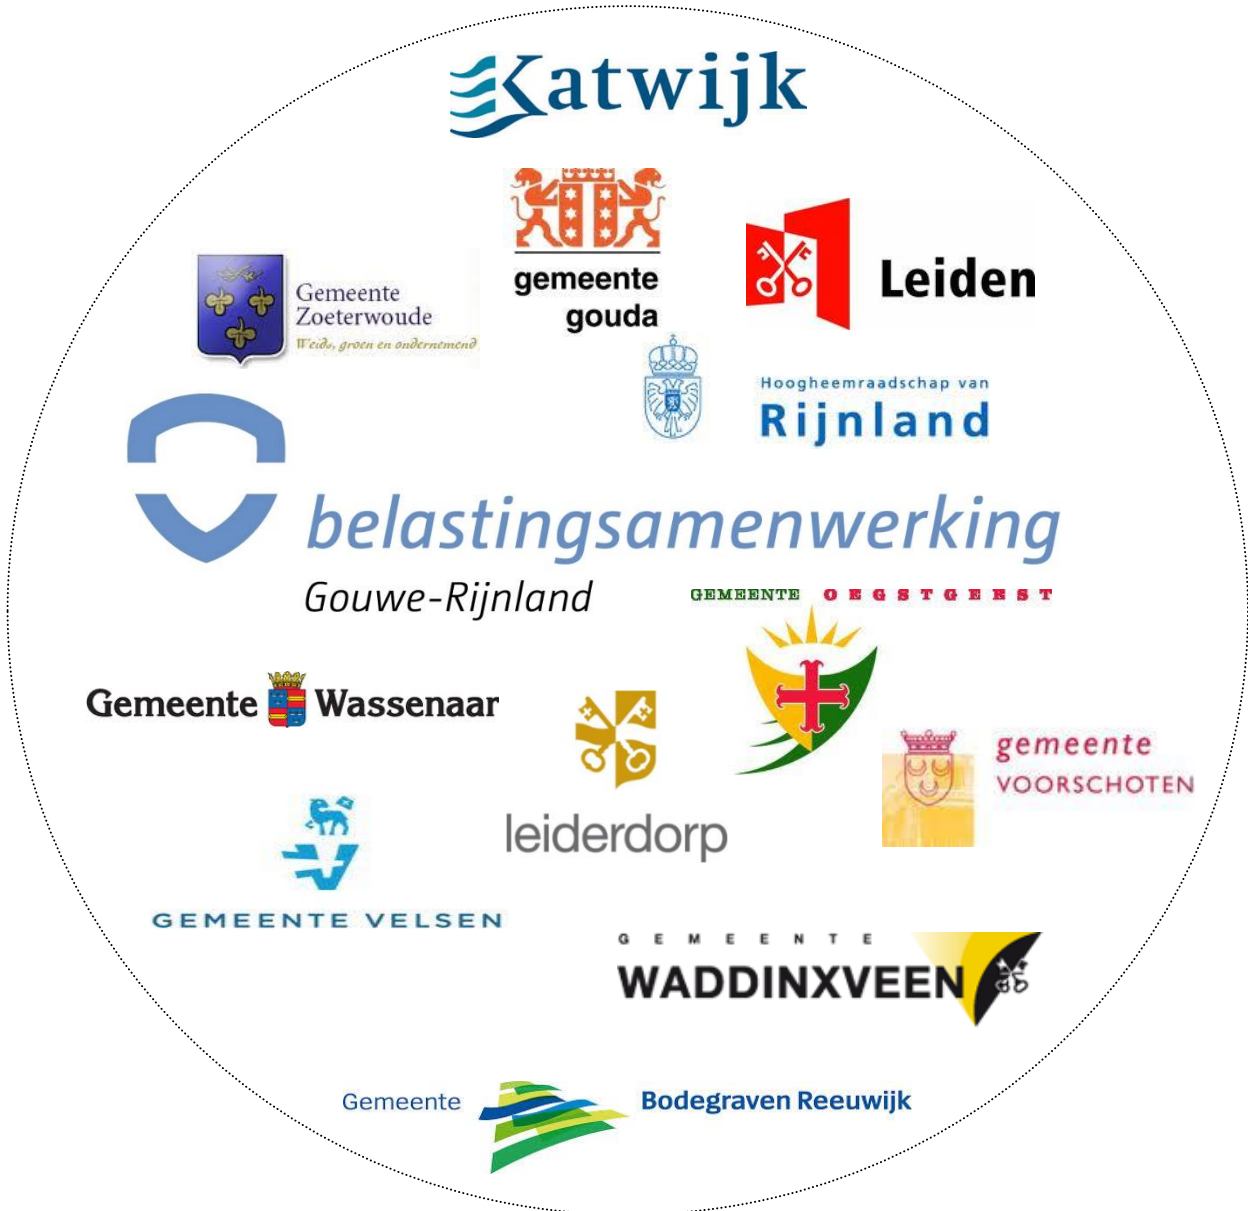 Katwijk
gemeente
gouda
Leiden
Gemeente
Zoeterwoude
Weids, groen en ondernemend
Hoogheemraadschap van
Rijnland
belastingsamenwerking
Gouwe-Rijnland
GEMEENTE OEGSTGEEST
Gemeente Wassenaar
gemeente
VOORSCHOTEN
leiderdorp
GEMEENTE VELSEN
GEMEENTE
WADDINXVEEN
Gemeente Bodegraven Reeuwijk